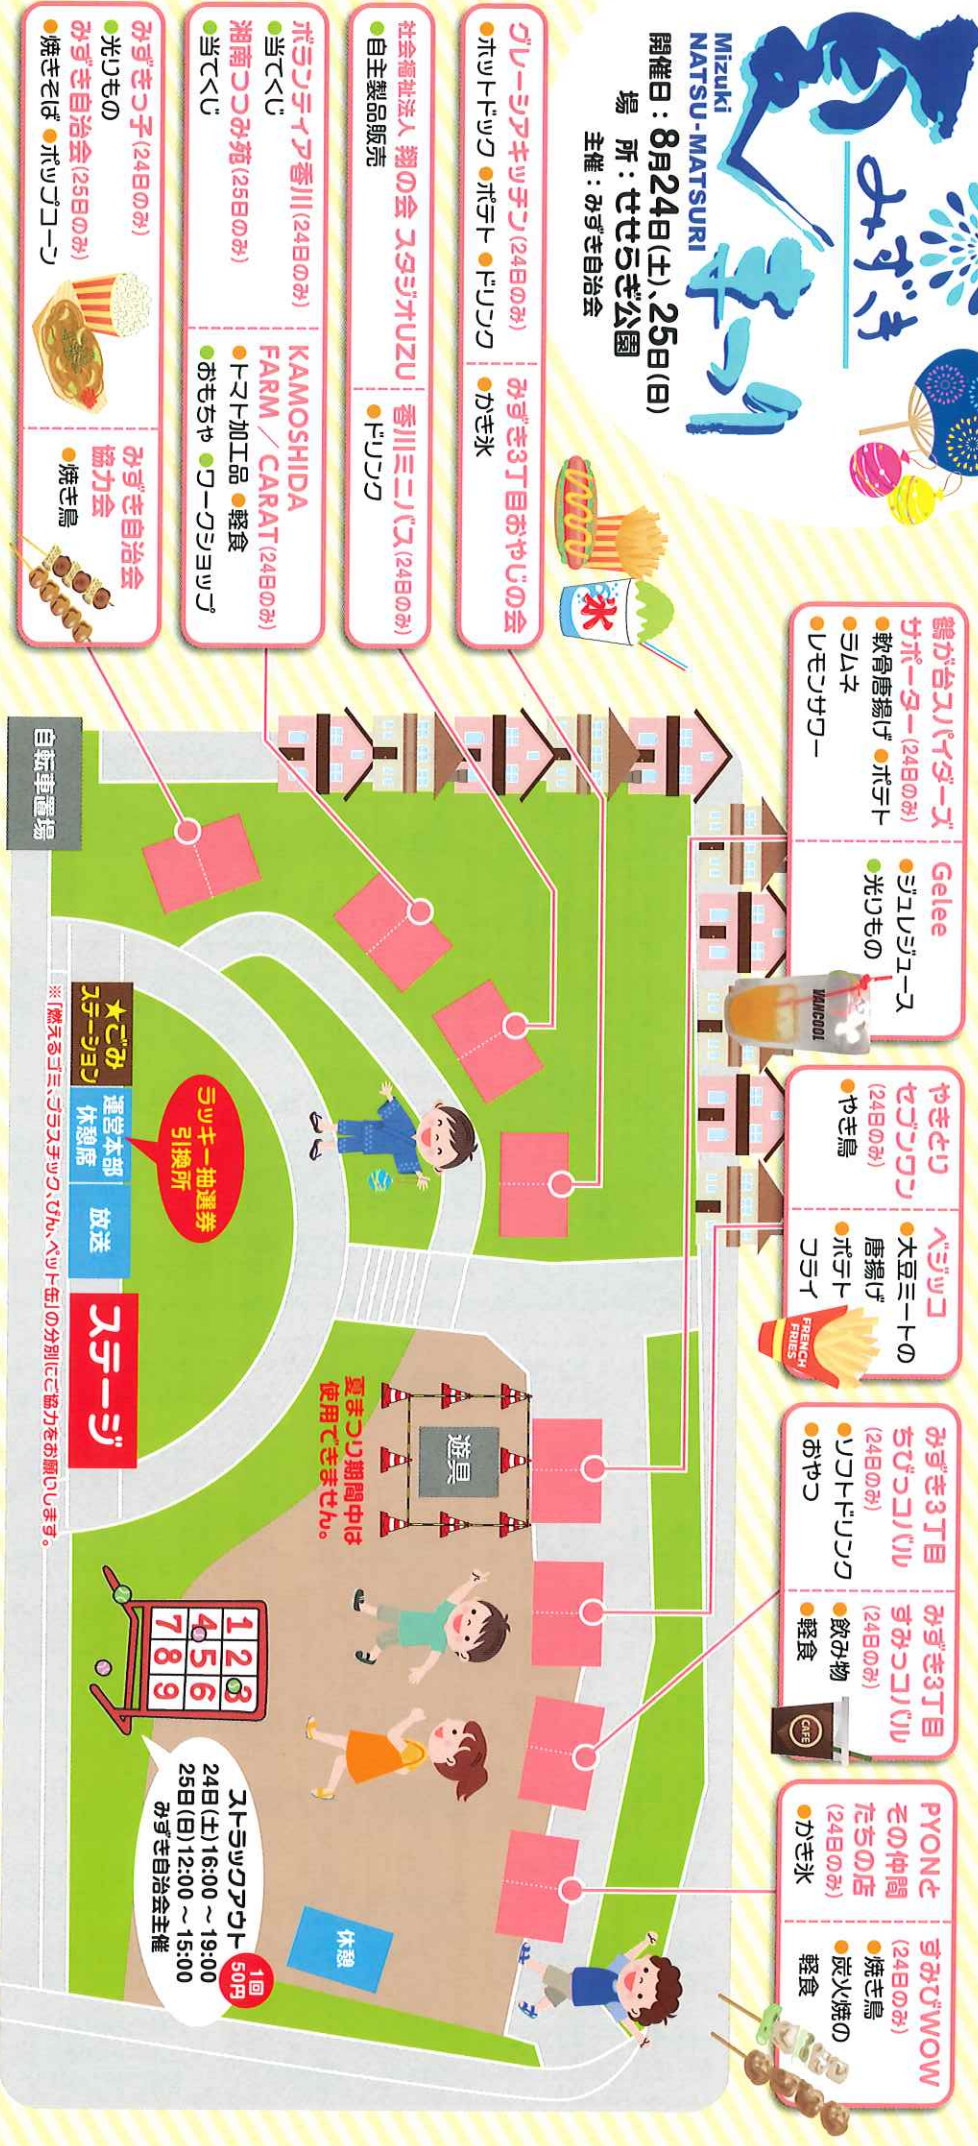 みずき
夏まつり
Mizuki
NATSU-MATSURI
開催日：8月24日(土)、25日(日)
場　所：せせらぎ公園
主催：みずき自治会
グレーシアキッチン(24日のみ)
●ホットドック ●ポテト ●ドリンク
みずき3丁目おやじの会
●かき氷
氷
社会福祉法人 翔の会 スタジオUZU
●自主製品販売
香川ミニバス(24日のみ)
●ドリンク
ボランティア香川(24日のみ)
●当てくじ
湘南つつみ苑(25日のみ)
●当てくじ
KAMOSHIDA
FARM／CARAT(24日のみ)
●トマト加工品 ●軽食
●おもちゃ ●ワークショップ
みずきっ子(24日のみ)
●光りもの
みずき自治会(25日のみ)
●焼きそば ●ポップコーン
みずき自治会
協力会
●焼き鳥
鶴が台スパイダーズ
サポーター(24日のみ)
●軟骨唐揚げ ●ポテト
●ラムネ
●レモンサワー
Gelee
●ジュレジュース
●光りもの
VANCOOL
やきとり
セブンワン
(24日のみ)
●やき鳥
ベジッコ
●大豆ミートの
唐揚げ
●ポテト
フライ
FRENCH
FRIES
みずき3丁目
ちびっコバル
(24日のみ)
●ソフトドリンク
●おやつ
みずき3丁目
すみっコバル
(24日のみ)
●飲み物
●軽食
CAFE
PYONと
その仲間
たちの店
(24日のみ)
●かき氷
すみびWOW
(24日のみ)
●焼き鳥
●炭火焼の
軽食
自転車置場
★ごみ
ステーション
運営本部
休憩席
放送
ステージ
ラッキー抽選券
引換所
※「燃えるゴミ、プラスチック、びん、ペット缶」の分別にご協力をお願いします。
遊具
夏まつり期間中は
使用できません。
1 2 3
4 5 6
7 8 9
ストラックアウト
1回
50円
24日(土)16:00 ～ 19:00
25日(日)12:00 ～ 15:00
みずき自治会主催
休憩